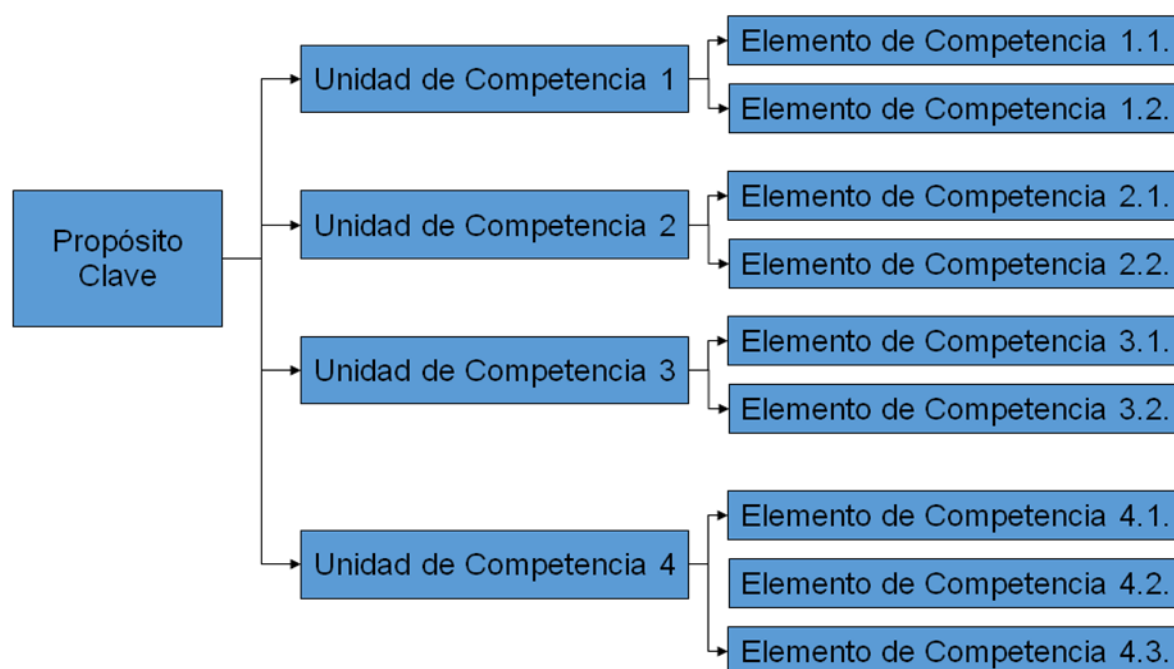 Propósito
Clave
Unidad de Competencia 1
Elemento de Competencia 1.1.
Elemento de Competencia 1.2.
Unidad de Competencia 2
Elemento de Competencia 2.1.
Elemento de Competencia 2.2.
Unidad de Competencia 3
Elemento de Competencia 3.1.
Elemento de Competencia 3.2.
Unidad de Competencia 4
Elemento de Competencia 4.1.
Elemento de Competencia 4.2.
Elemento de Competencia 4.3.